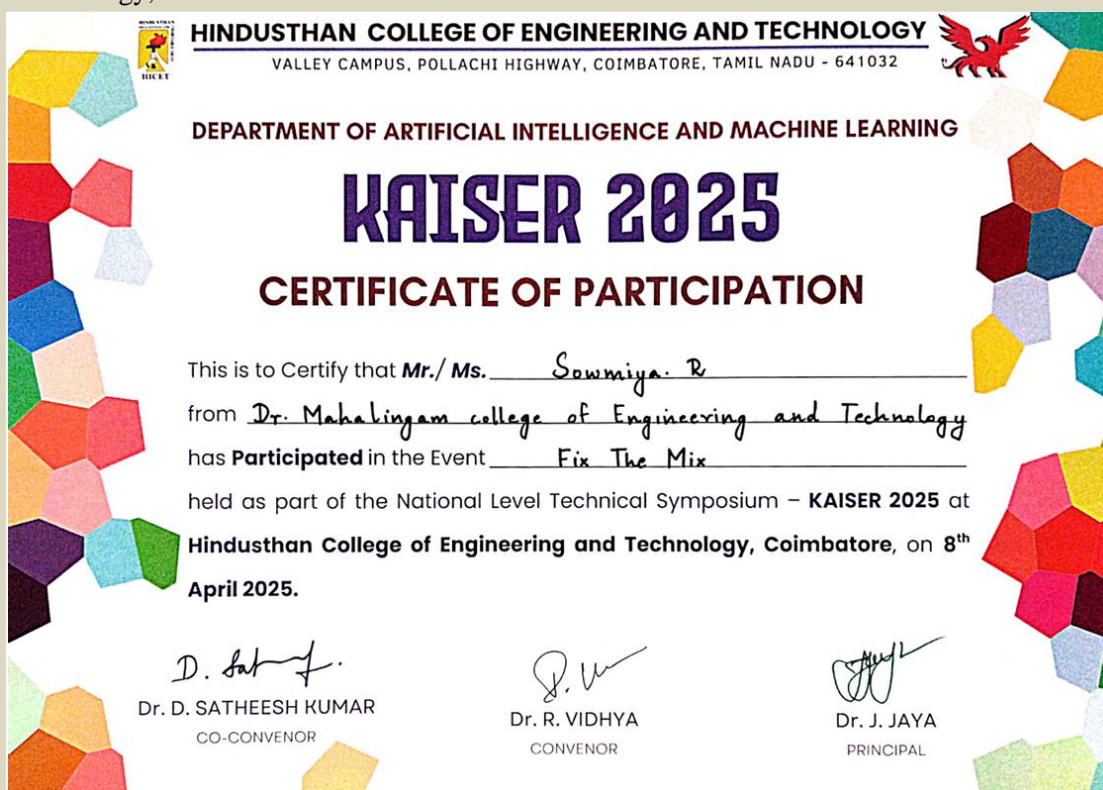 HINDUSTHAN COLLEGE OF ENGINEERING AND TECHNOLOGY
VALLEY CAMPUS, POLLACHI HIGHWAY, COIMBATORE, TAMIL NADU - 641032
HICET
DEPARTMENT OF ARTIFICIAL INTELLIGENCE AND MACHINE LEARNING
KAISER 2025
CERTIFICATE OF PARTICIPATION
This is to Certify that Mr./ Ms. Sowmiya. R
from Dr. Mahalingam college of Engineering and Technology
has Participated in the Event Fix The Mix
held as part of the National Level Technical Symposium – KAISER 2025 at
Hindusthan College of Engineering and Technology, Coimbatore, on 8th
April 2025.
Dr. D. SATHEESH KUMAR
CO-CONVENOR
Dr. R. VIDHYA
CONVENOR
Dr. J. JAYA
PRINCIPAL